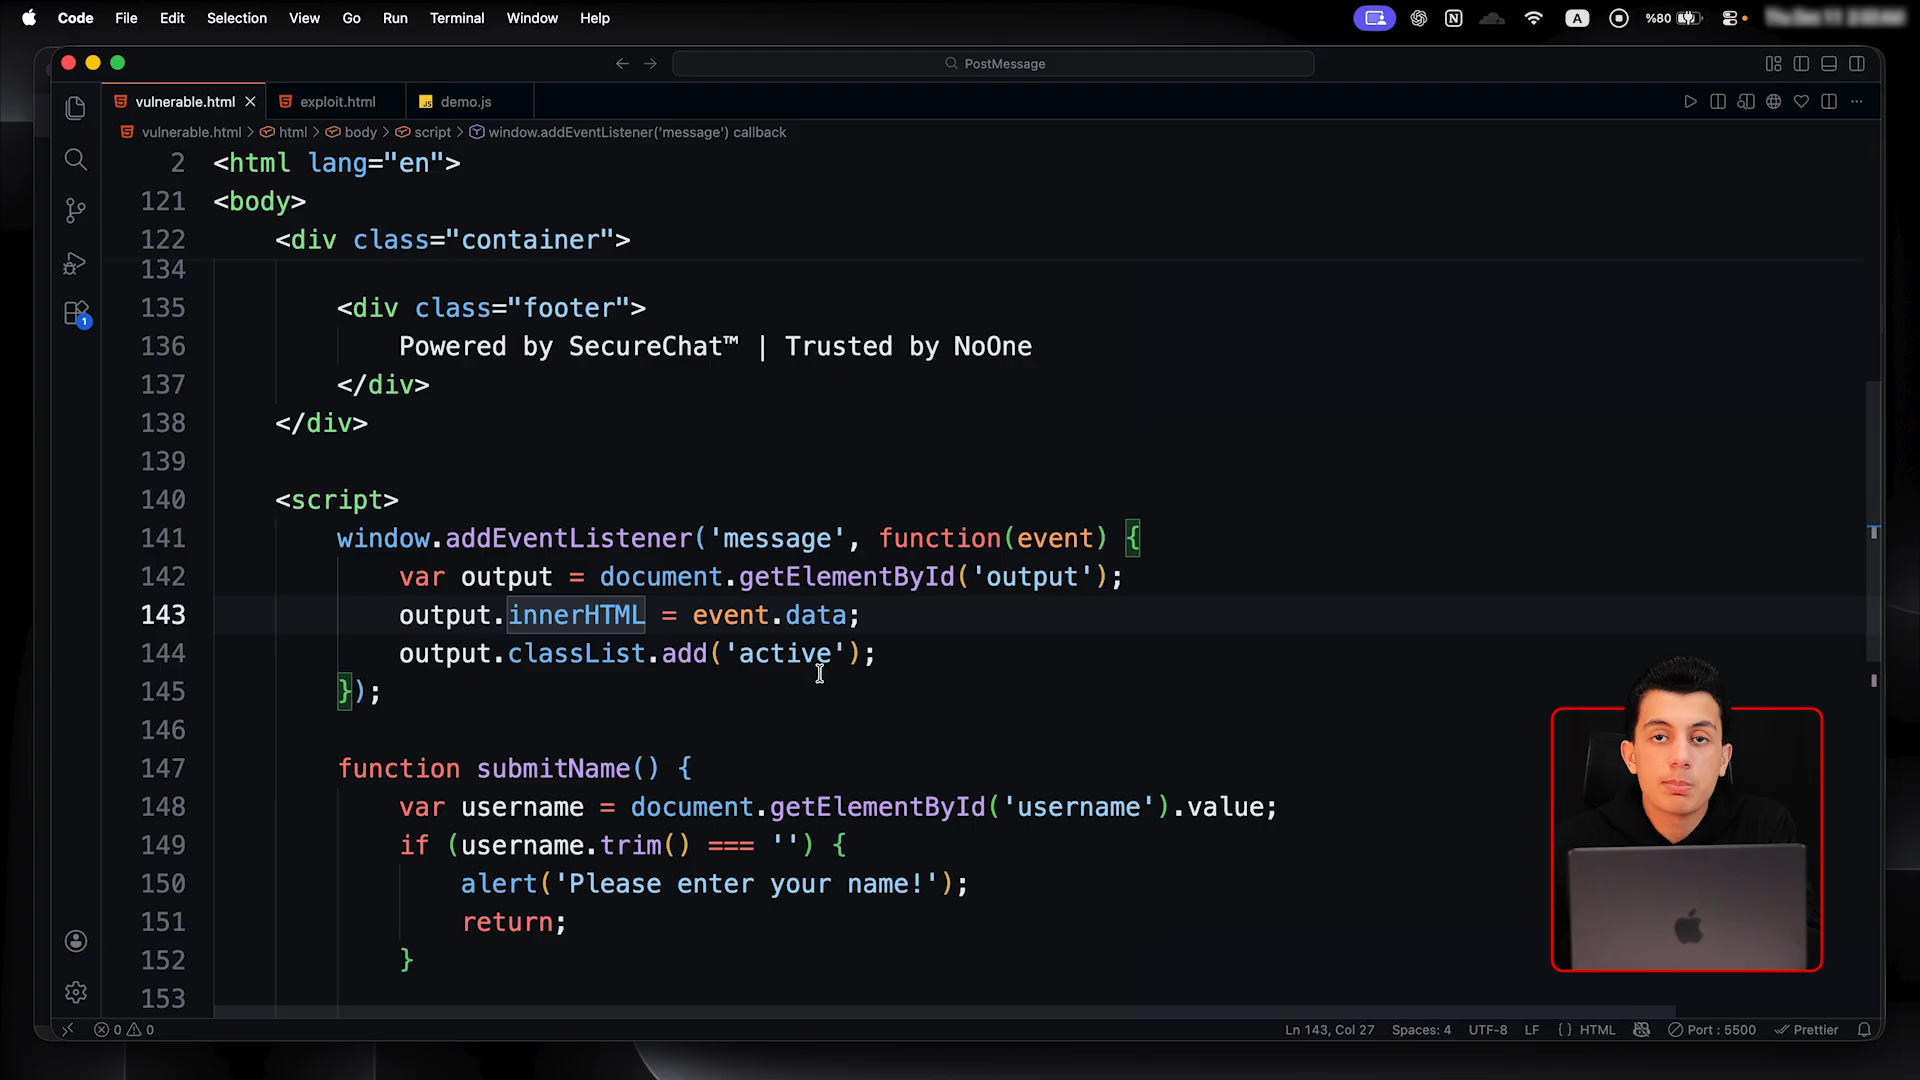 Code File Edit Selection View Go Run Terminal Window Help
N A %80
PostMessage
vulnerable.html exploit.html JS demo.js
vulnerable.html > html > body > script > window.addEventListener('message') callback
2 <html lang="en">
121 <body>
122 <div class="container">
134
135 <div class="footer">
136 Powered by SecureChat™ | Trusted by NoOne
137 </div>
138 </div>
139
140 <script>
141 window.addEventListener('message', function(event) {
142 var output = document.getElementById('output');
143 output.innerHTML = event.data;
144 output.classList.add('active');
145 });
146
147 function submitName() {
148 var username = document.getElementById('username').value;
149 if (username.trim() === '') {
150 alert('Please enter your name!');
151 return;
152 }
153
1
0 0 Ln 143, Col 27 Spaces: 4 UTF-8 LF {} HTML Port : 5500 Prettier